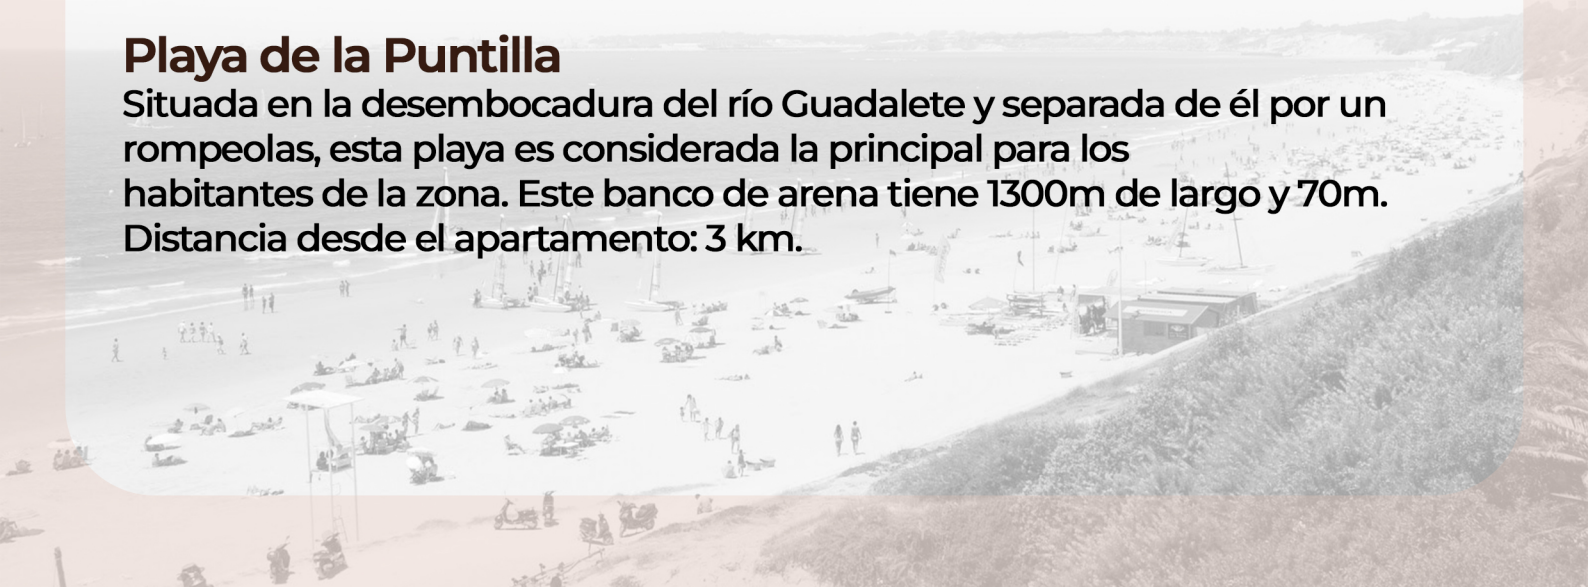 Playa de la Puntilla
Situada en la desembocadura del río Guadalete y separada de él por un
rompeolas, esta playa es considerada la principal para los
habitantes de la zona. Este banco de arena tiene 1300m de largo y 70m.
Distancia desde el apartamento: 3 km.